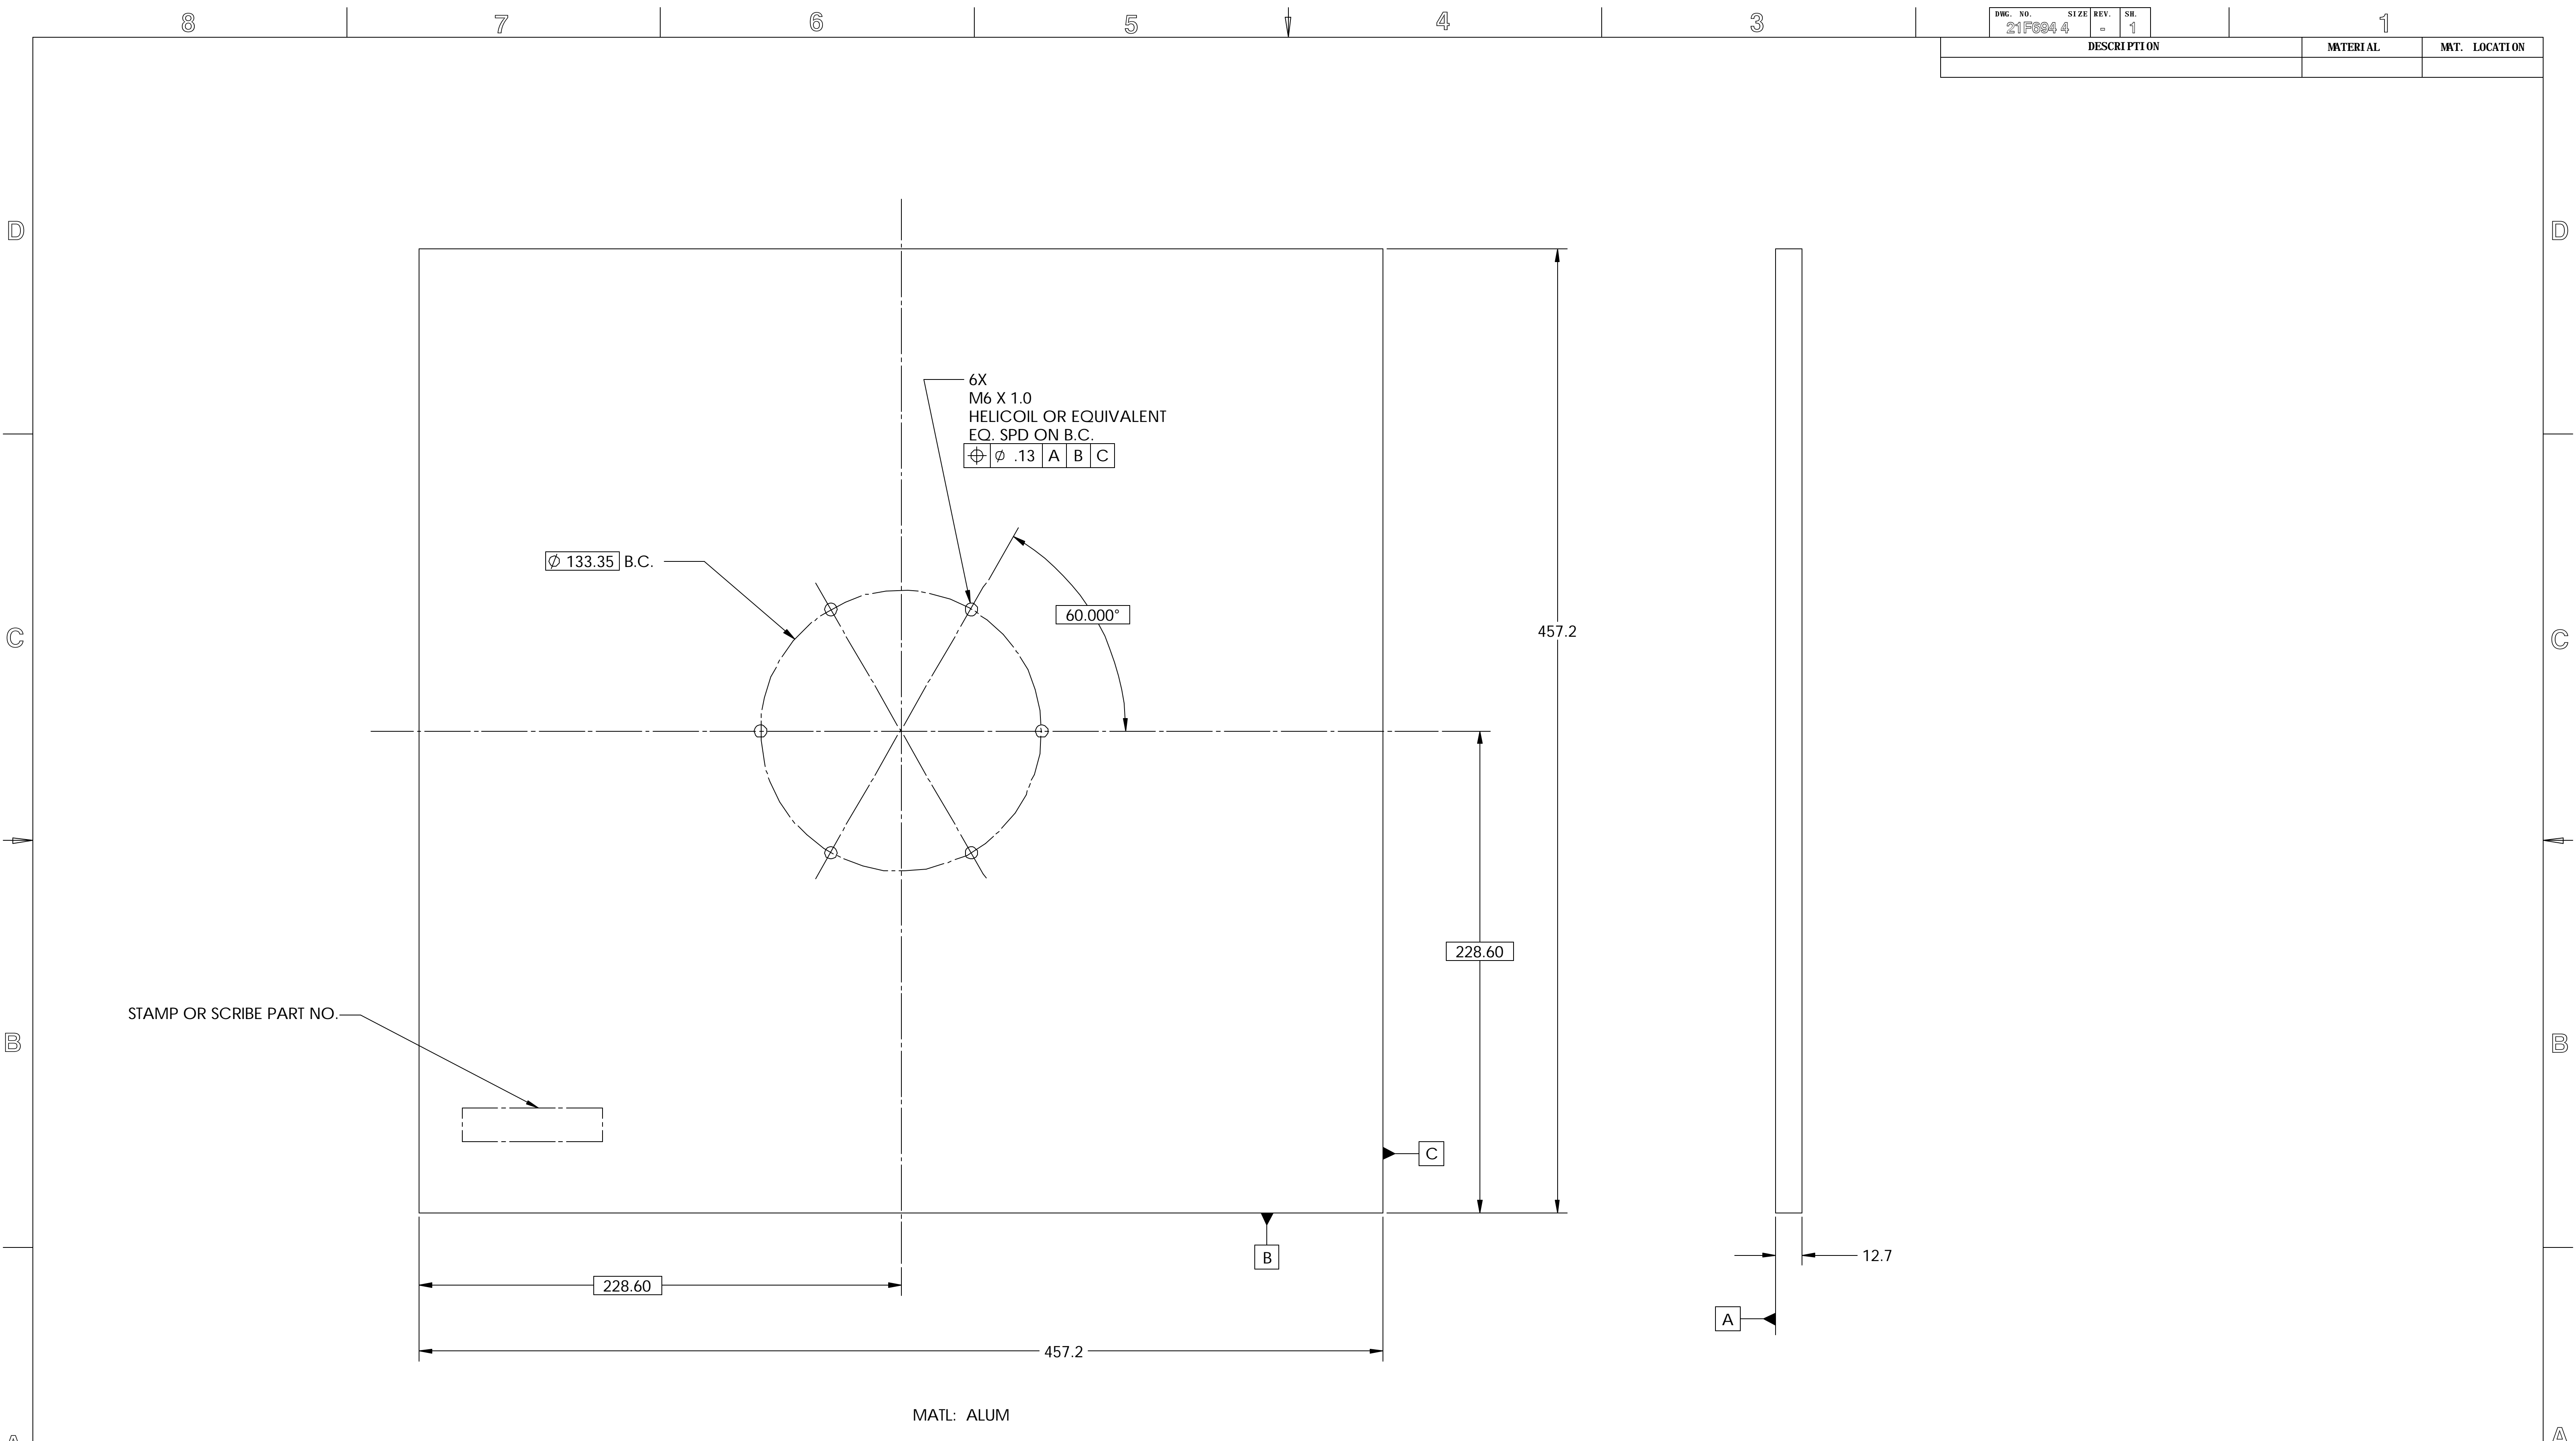 8 7 6 5 4 3 1
DWG. NO. SIZE REV. SH.
21F694 4 - 1
DESCRIPTION MATERIAL MAT. LOCATION
D D
6X
M6 X 1.0
HELICOIL OR EQUIVALENT
EQ. SPD ON B.C.
⌖ ⌀ .13 A B C
⌀ 133.35 B.C.
60.000°
457.2
C C
228.60
STAMP OR SCRIBE PART NO.
B B
C
B
12.7
228.60
A
457.2
MATL: ALUM
A A